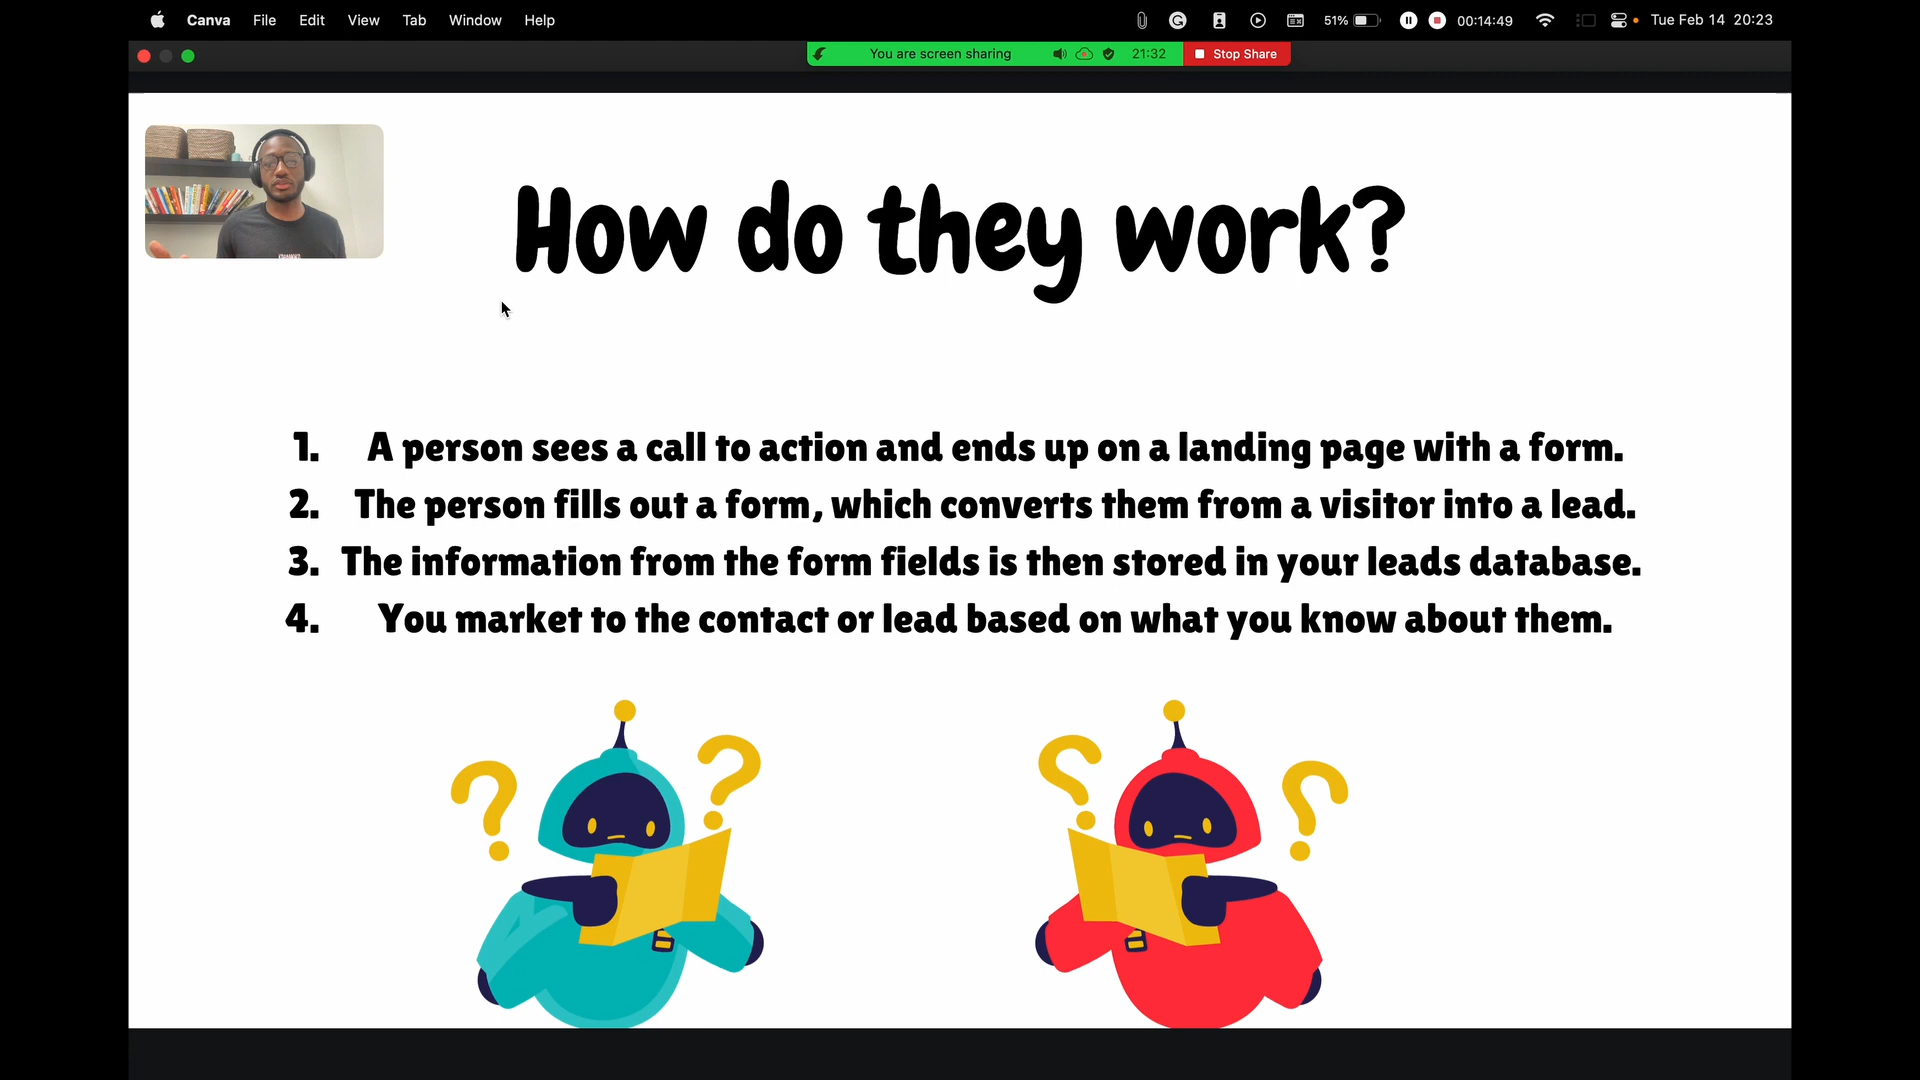 Canva File Edit View Tab Window Help 51% 00:14:49 Tue Feb 14 20:23
You are screen sharing 21:32 Stop Share
How do they work?
1. A person sees a call to action and ends up on a landing page with a form.
2. The person fills out a form, which converts them from a visitor into a lead.
3. The information from the form fields is then stored in your leads database.
4. You market to the contact or lead based on what you know about them.